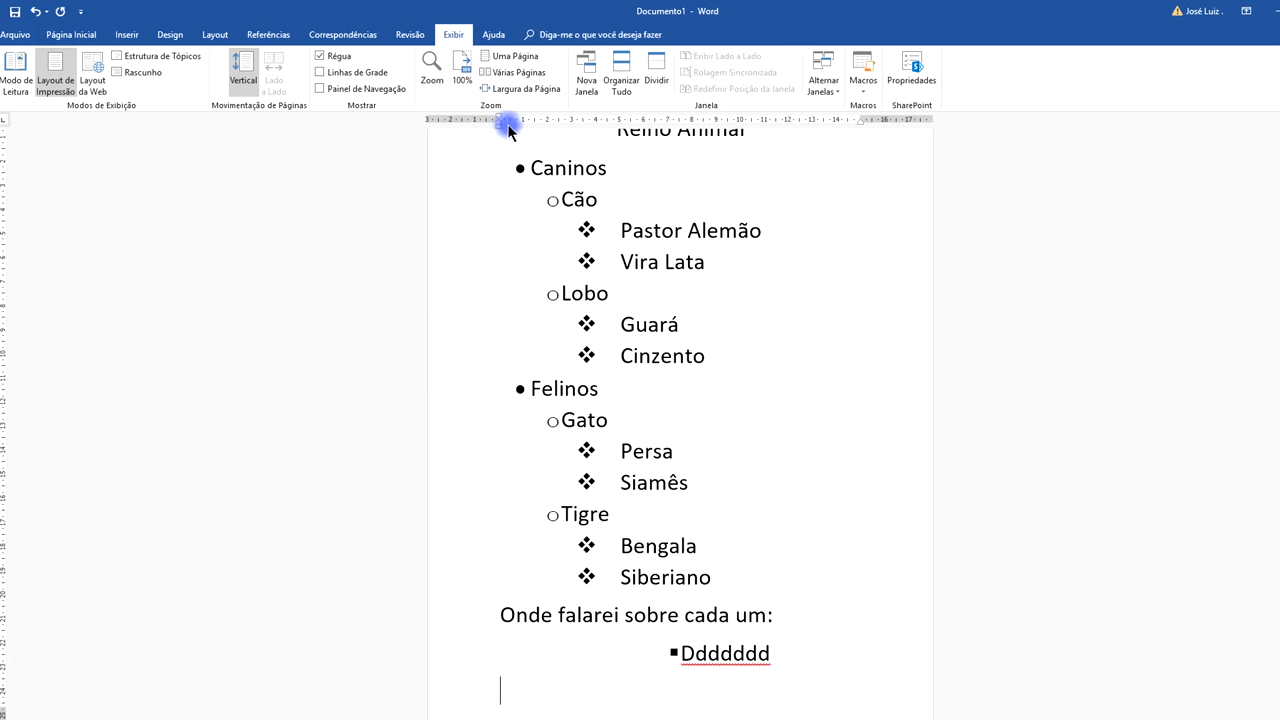 Documento1 - Word
José Luiz .
Arquivo Página Inicial Inserir Design Layout Referências Correspondências Revisão Exibir Ajuda Diga-me o que você deseja fazer
Modo de Leitura
Layout de Impressão
Layout da Web
Estrutura de Tópicos
Rascunho
Modos de Exibição
Vertical
Lado a Lado
Movimentação de Páginas
Régua
Linhas de Grade
Painel de Navegação
Mostrar
Zoom
100%
Uma Página
Várias Páginas
Largura da Página
Zoom
Nova Janela
Organizar Tudo
Dividir
Exibir Lado a Lado
Rolagem Sincronizada
Redefinir Posição da Janela
Janela
Alternar Janelas
Macros
Macros
Propriedades
SharePoint
Reino Animal
• Caninos
o Cão
❖ Pastor Alemão
❖ Vira Lata
o Lobo
❖ Guará
❖ Cinzento
• Felinos
o Gato
❖ Persa
❖ Siamês
o Tigre
❖ Bengala
❖ Siberiano
Onde falarei sobre cada um:
▪ Ddddddd